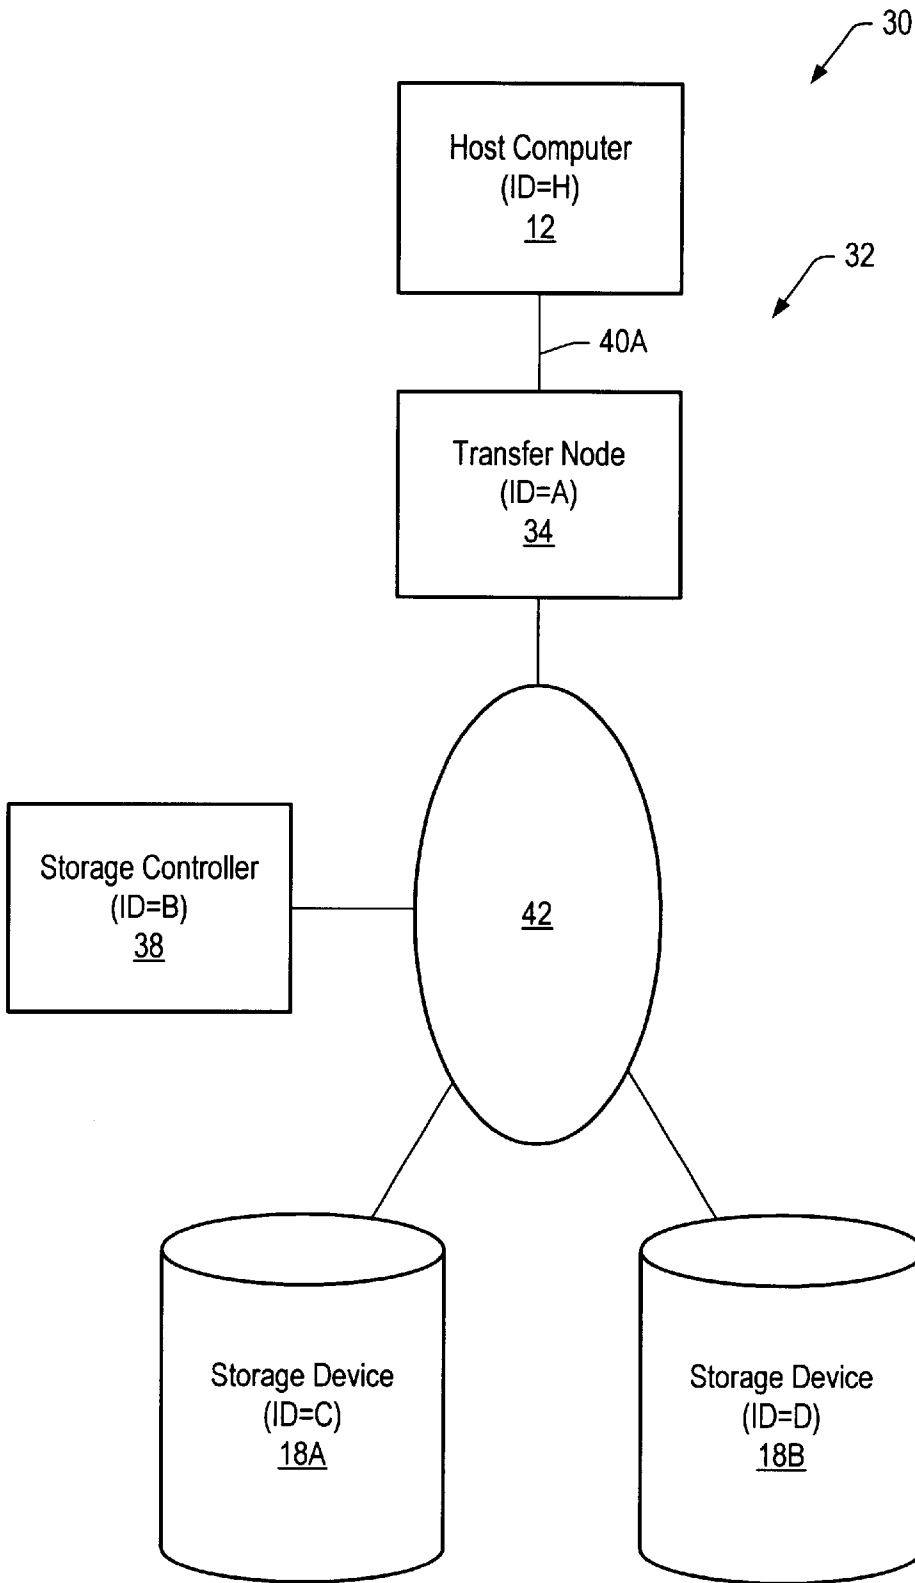 30
Host Computer
(ID=H)
12
32
40A
Transfer Node
(ID=A)
34
Storage Controller
(ID=B)
38
42
Storage Device
(ID=C)
18A
Storage Device
(ID=D)
18B